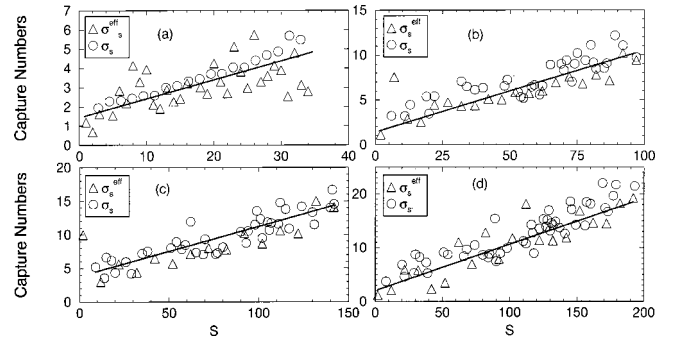 Capture Numbers
7
6
5
4
3
2
1
0
△ σ_s^eff
○ σ_s
(a)
0 10 20 30 40
15
10
5
0
△ σ_s^eff
○ σ_s
(b)
0 25 50 75 100
Capture Numbers
20
15
10
5
0
△ σ_s^eff
○ σ_s
(c)
0 50 100 150
S
20
10
0
△ σ_s^eff
○ σ_s
(d)
0 50 100 150 200
S